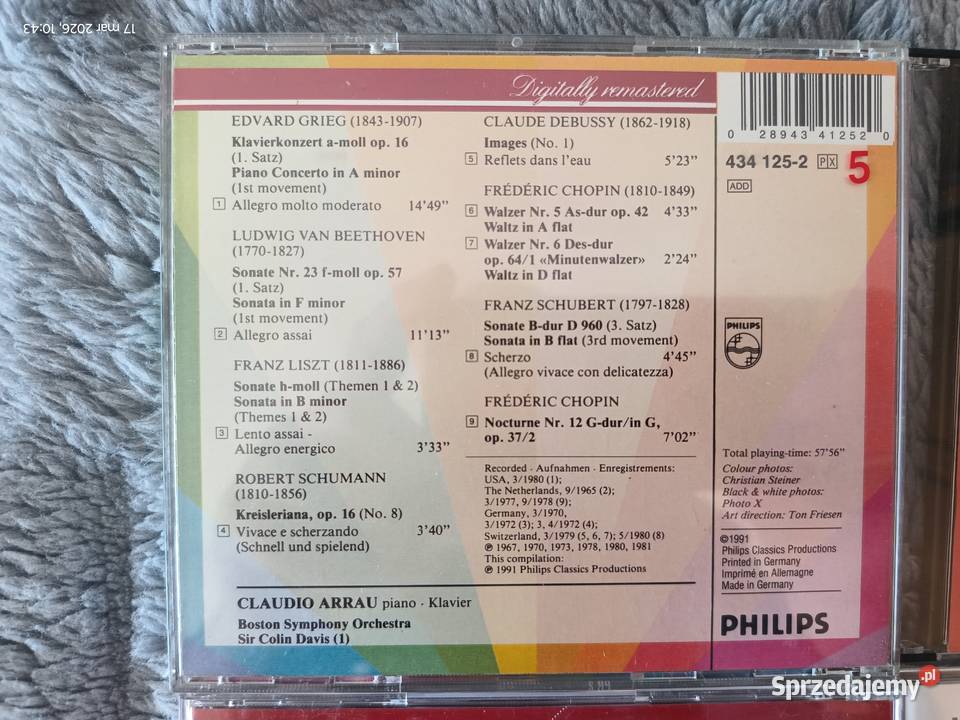 17 mar 2026, 10:43
Digitally remastered
EDVARD GRIEG (1843-1907)
Klavierkonzert a-moll op. 16
(1. Satz)
Piano Concerto in A minor
(1st movement)
1 Allegro molto moderato 14'49”
LUDWIG VAN BEETHOVEN
(1770-1827)
Sonate Nr. 23 f-moll op. 57
(1. Satz)
Sonata in F minor
(1st movement)
2 Allegro assai 11'13”
FRANZ LISZT (1811-1886)
Sonate h-moll (Themen 1 & 2)
Sonata in B minor
(Themes 1 & 2)
3 Lento assai -
Allegro energico 3'33”
ROBERT SCHUMANN
(1810-1856)
Kreisleriana, op. 16 (No. 8)
4 Vivace e scherzando 3'40”
(Schnell und spielend)
CLAUDE DEBUSSY (1862-1918)
Images (No. 1)
5 Reflets dans l'eau 5'23”
FRÉDÉRIC CHOPIN (1810-1849)
6 Walzer Nr. 5 As-dur op. 42 4'33”
Waltz in A flat
7 Walzer Nr. 6 Des-dur
op. 64/1 «Minutenwalzer» 2'24”
Waltz in D flat
FRANZ SCHUBERT (1797-1828)
Sonate B-dur D 960 (3. Satz)
Sonata in B flat (3rd movement)
8 Scherzo 4'45”
(Allegro vivace con delicatezza)
FRÉDÉRIC CHOPIN
9 Nocturne Nr. 12 G-dur/in G,
op. 37/2 7'02”
Recorded · Aufnahmen · Enregistrements:
USA, 3/1980 (1);
The Netherlands, 9/1965 (2);
3/1977, 9/1978 (9);
Germany, 3/1970,
3/1972 (3); 3, 4/1972 (4);
Switzerland, 3/1979 (5, 6, 7); 5/1980 (8)
℗ 1967, 1970, 1973, 1978, 1980, 1981
This compilation:
℗ 1991 Philips Classics Productions
CLAUDIO ARRAU piano · Klavier
Boston Symphony Orchestra
Sir Colin Davis (1)
0 28943 41252 0
434 125-2 PX 5
ADD
PHILIPS
Total playing-time: 57'56”
Colour photos:
Christian Steiner
Black & white photos:
Photo X
Art direction: Ton Friesen
©1991
Philips Classics Productions
Printed in Germany
Imprimé en Allemagne
Made in Germany
PHILIPS
Sprzedajemy.pl